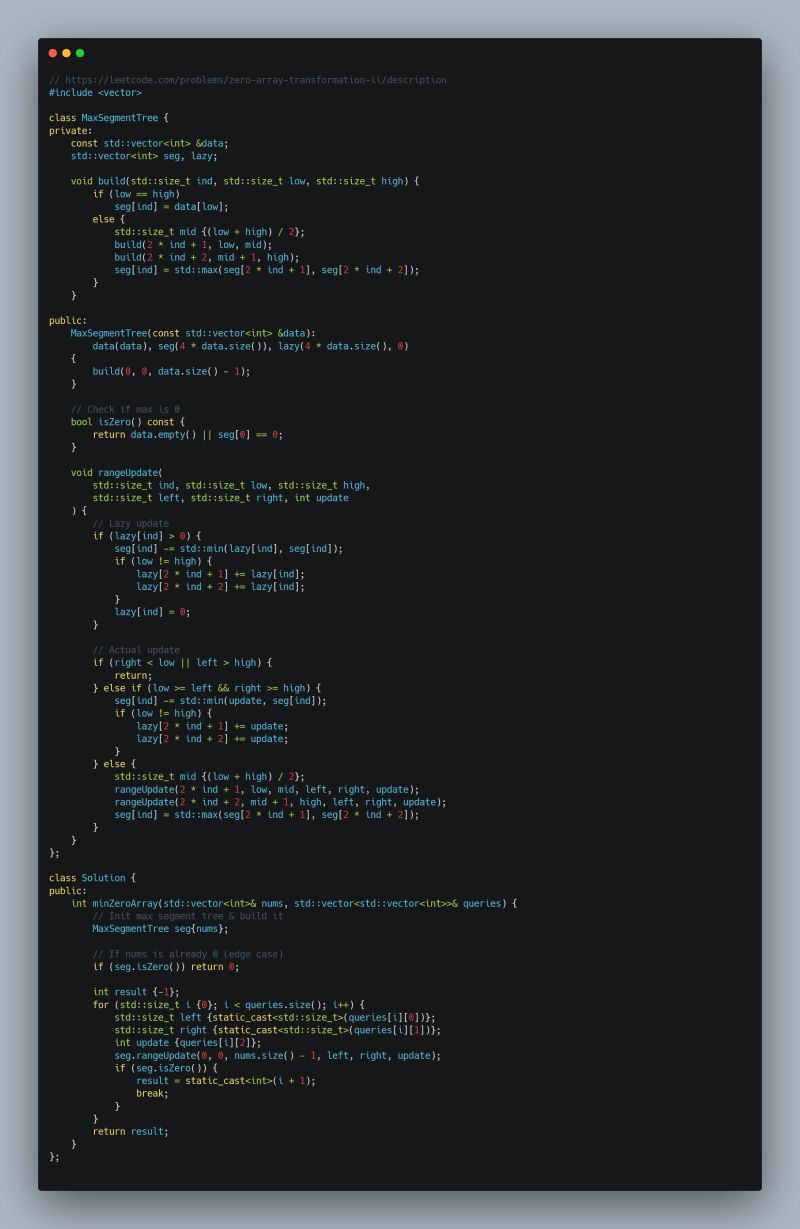 // https://leetcode.com/problems/zero-array-transformation-ii/description
#include <vector>

class MaxSegmentTree {
private:
    const std::vector<int> &data;
    std::vector<int> seg, lazy;

    void build(std::size_t ind, std::size_t low, std::size_t high) {
        if (low == high)
            seg[ind] = data[low];
        else {
            std::size_t mid {(low + high) / 2};
            build(2 * ind + 1, low, mid);
            build(2 * ind + 2, mid + 1, high);
            seg[ind] = std::max(seg[2 * ind + 1], seg[2 * ind + 2]);
        }
    }

public:
    MaxSegmentTree(const std::vector<int> &data):
        data(data), seg(4 * data.size()), lazy(4 * data.size(), 0)
    {
        build(0, 0, data.size() - 1);
    }

    // Check if max is 0
    bool isZero() const {
        return data.empty() || seg[0] == 0;
    }

    void rangeUpdate(
        std::size_t ind, std::size_t low, std::size_t high,
        std::size_t left, std::size_t right, int update
    ) {
        // Lazy update
        if (lazy[ind] > 0) {
            seg[ind] -= std::min(lazy[ind], seg[ind]);
            if (low != high) {
                lazy[2 * ind + 1] += lazy[ind];
                lazy[2 * ind + 2] += lazy[ind];
            }
            lazy[ind] = 0;
        }

        // Actual update
        if (right < low || left > high) {
            return;
        } else if (low >= left && right >= high) {
            seg[ind] -= std::min(update, seg[ind]);
            if (low != high) {
                lazy[2 * ind + 1] += update;
                lazy[2 * ind + 2] += update;
            }
        } else {
            std::size_t mid {(low + high) / 2};
            rangeUpdate(2 * ind + 1, low, mid, left, right, update);
            rangeUpdate(2 * ind + 2, mid + 1, high, left, right, update);
            seg[ind] = std::max(seg[2 * ind + 1], seg[2 * ind + 2]);
        }
    }
};

class Solution {
public:
    int minZeroArray(std::vector<int>& nums, std::vector<std::vector<int>>& queries) {
        // Init max segment tree & build it
        MaxSegmentTree seg{nums};

        // If nums is already 0 (edge case)
        if (seg.isZero()) return 0;

        int result {-1};
        for (std::size_t i {0}; i < queries.size(); i++) {
            std::size_t left {static_cast<std::size_t>(queries[i][0])};
            std::size_t right {static_cast<std::size_t>(queries[i][1])};
            int update {queries[i][2]};
            seg.rangeUpdate(0, 0, nums.size() - 1, left, right, update);
            if (seg.isZero()) {
                result = static_cast<int>(i + 1);
                break;
            }
        }
        return result;
    }
};